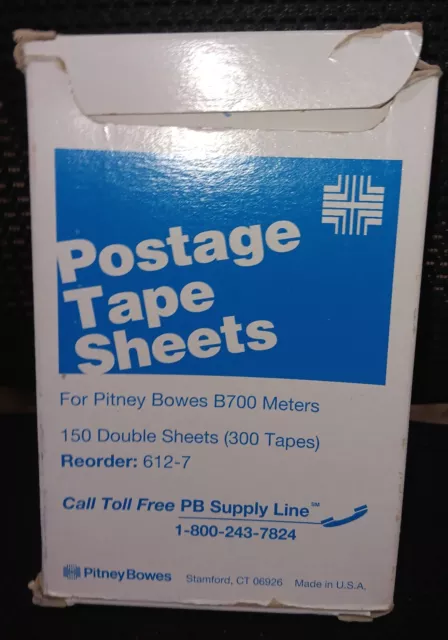 Postage
Tape
Sheets
For Pitney Bowes B700 Meters
150 Double Sheets (300 Tapes)
Reorder: 612-7
Call Toll Free PB Supply Line℠
1-800-243-7824
PitneyBowes Stamford, CT 06926 Made in U.S.A.